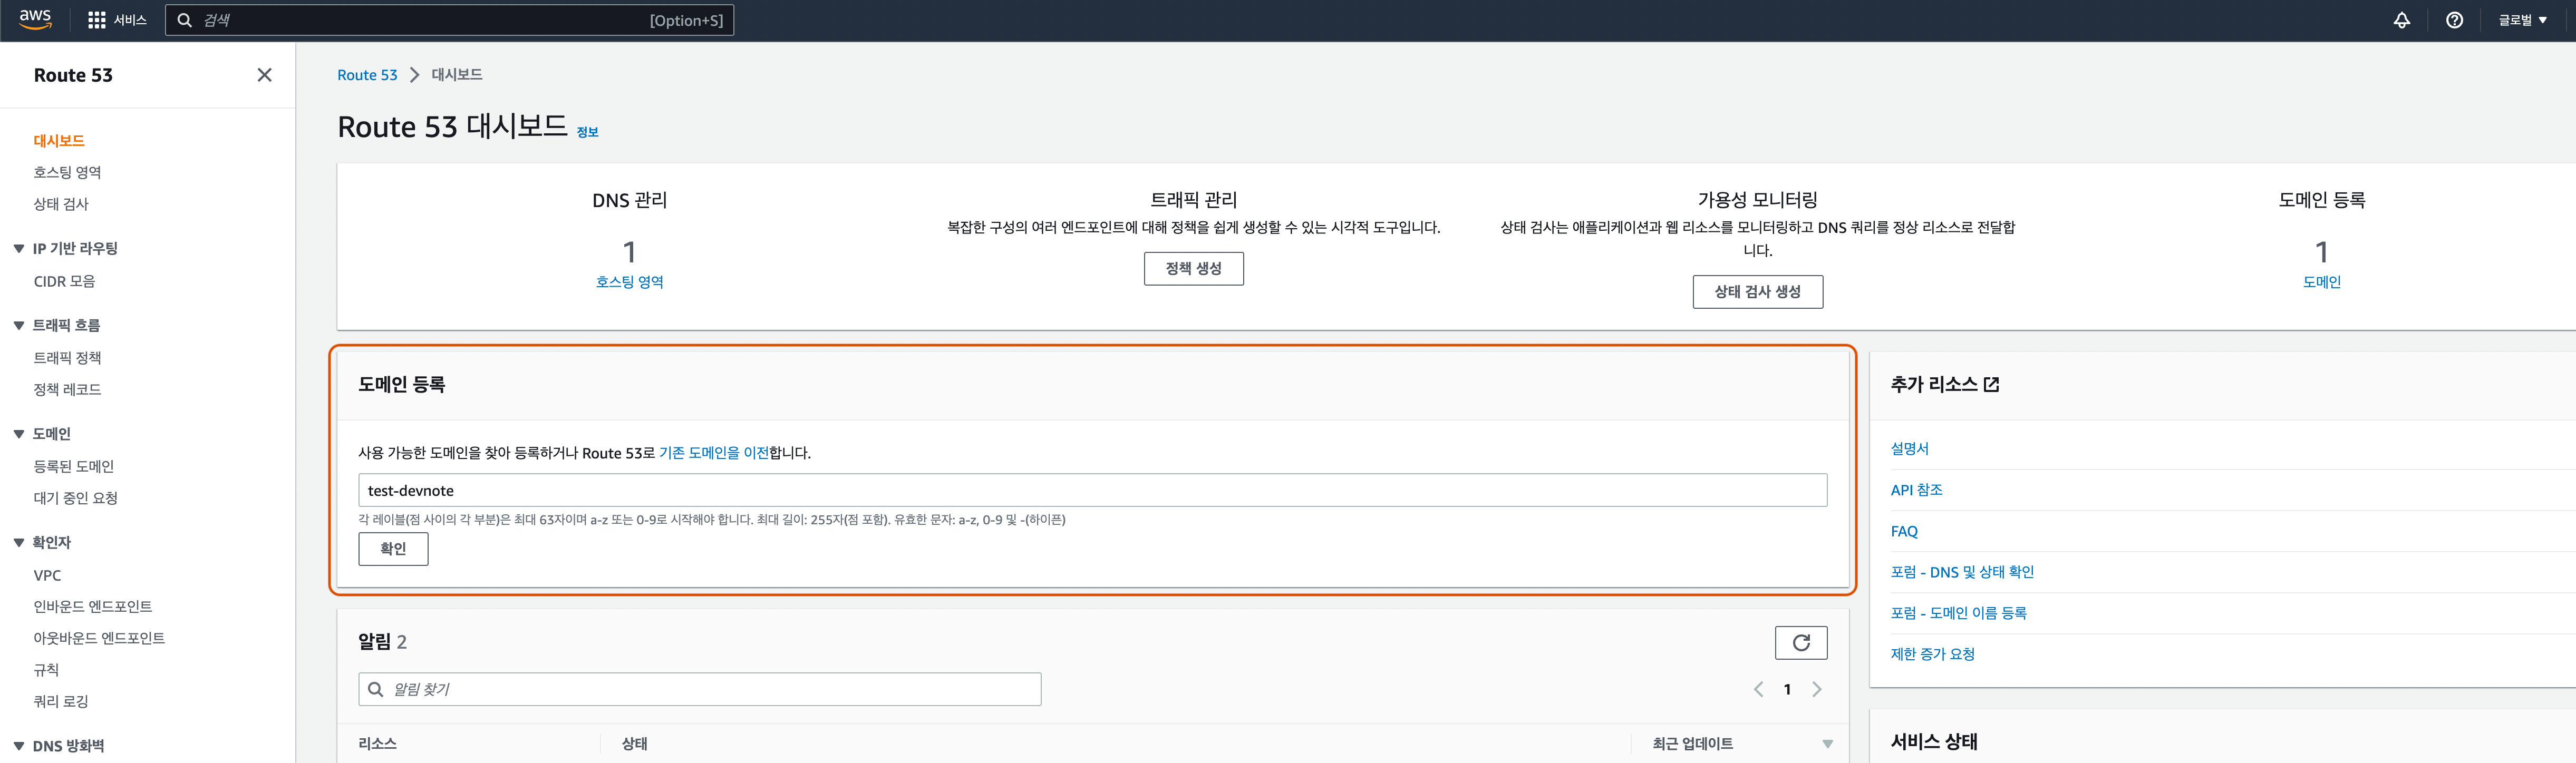 aws
서비스
검색
[Option+S]
글로벌
Route 53
대시보드
호스팅 영역
상태 검사
IP 기반 라우팅
CIDR 모음
트래픽 흐름
트래픽 정책
정책 레코드
도메인
등록된 도메인
대기 중인 요청
확인자
VPC
인바운드 엔드포인트
아웃바운드 엔드포인트
규칙
쿼리 로깅
DNS 방화벽
Route 53 > 대시보드
Route 53 대시보드 정보
DNS 관리
1
호스팅 영역
트래픽 관리
복잡한 구성의 여러 엔드포인트에 대해 정책을 쉽게 생성할 수 있는 시각적 도구입니다.
정책 생성
가용성 모니터링
상태 검사는 애플리케이션과 웹 리소스를 모니터링하고 DNS 쿼리를 정상 리소스로 전달합
니다.
상태 검사 생성
도메인 등록
1
도메인
도메인 등록
사용 가능한 도메인을 찾아 등록하거나 Route 53로 기존 도메인을 이전합니다.
test-devnote
각 레이블(점 사이의 각 부분)은 최대 63자이며 a-z 또는 0-9로 시작해야 합니다. 최대 길이: 255자(점 포함). 유효한 문자: a-z, 0-9 및 -(하이픈)
확인
알림 2
알림 찾기
1
리소스
상태
최근 업데이트
추가 리소스
설명서
API 참조
FAQ
포럼 - DNS 및 상태 확인
포럼 - 도메인 이름 등록
제한 증가 요청
서비스 상태